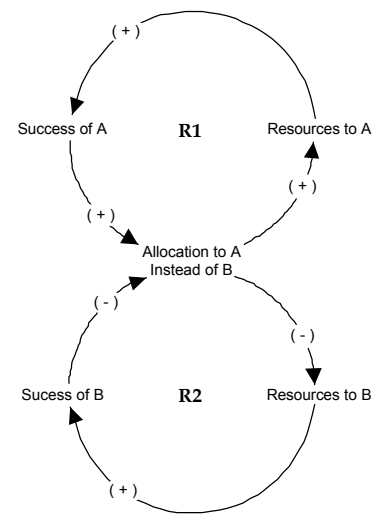 ( + )
Success of A
R1
Resources to A
( + )
( + )
Allocation to A
Instead of B
( - )
( - )
Sucess of B
R2
Resources to B
( + )